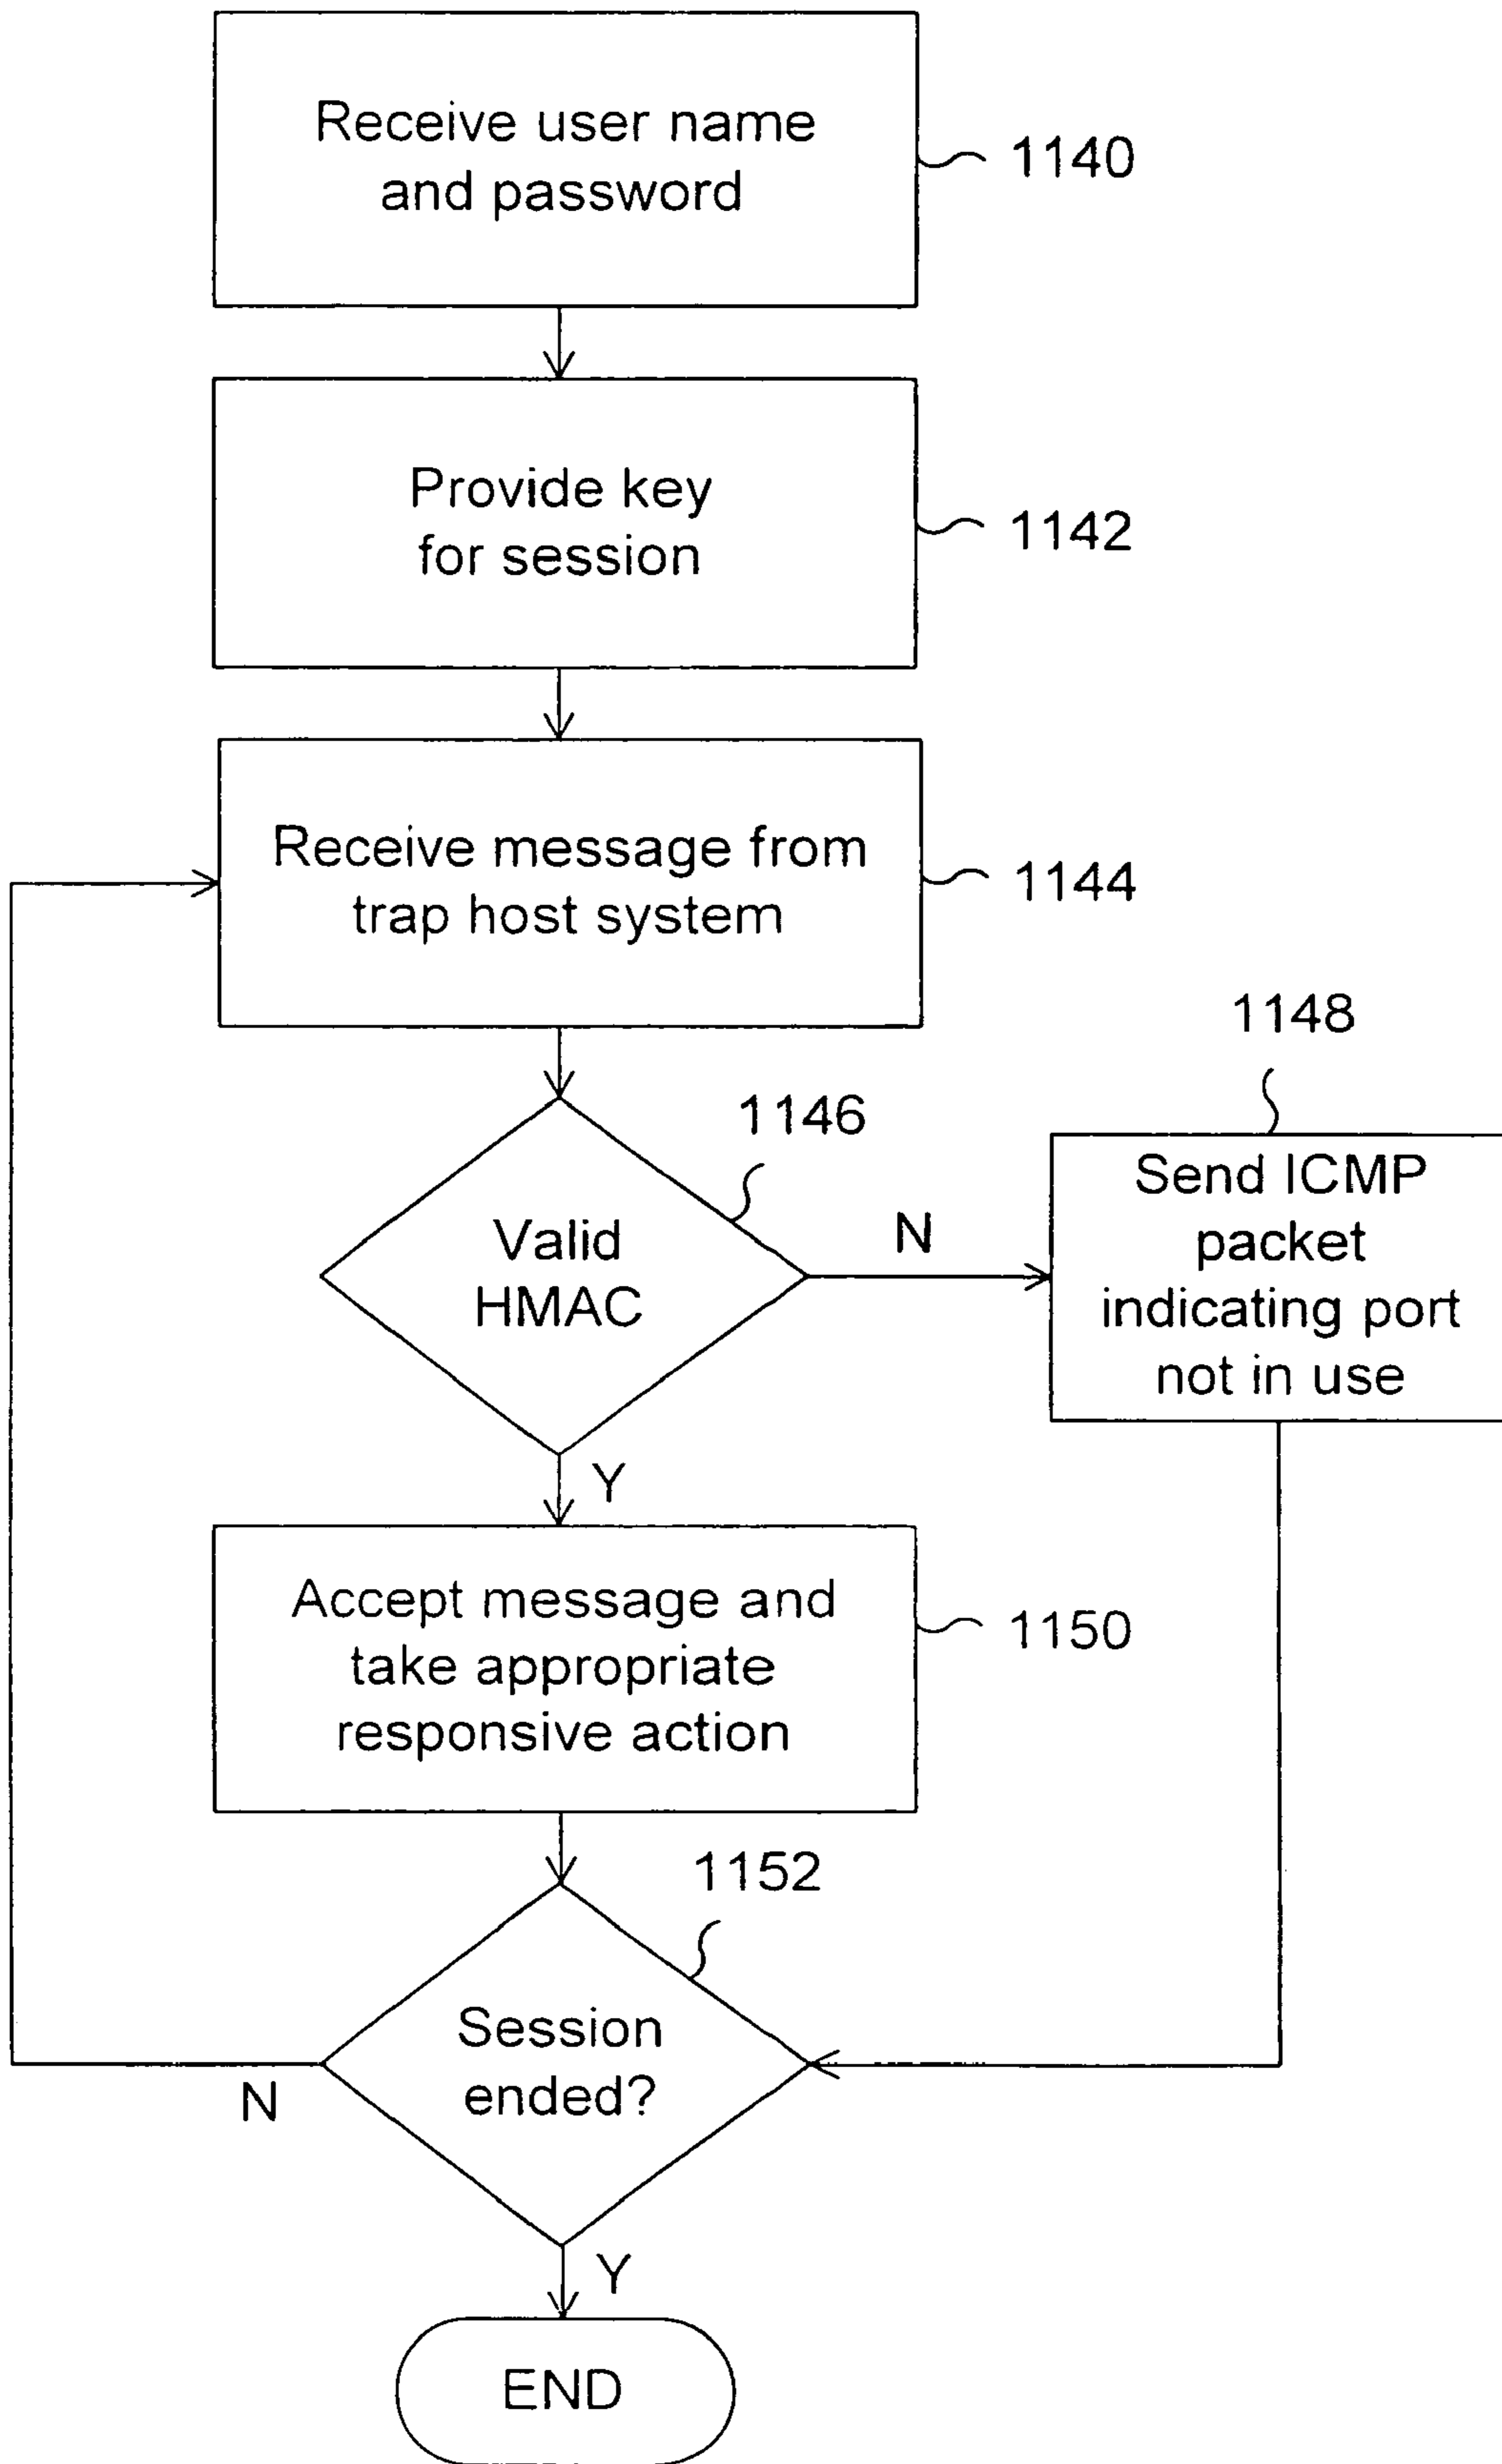 Receive user name
and password
1140
Provide key
for session
1142
Receive message from
trap host system
1144
1146
Valid
HMAC
N
1148
Send ICMP
packet
indicating port
not in use
Y
Accept message and
take appropriate
responsive action
1150
1152
Session
ended?
N
Y
END